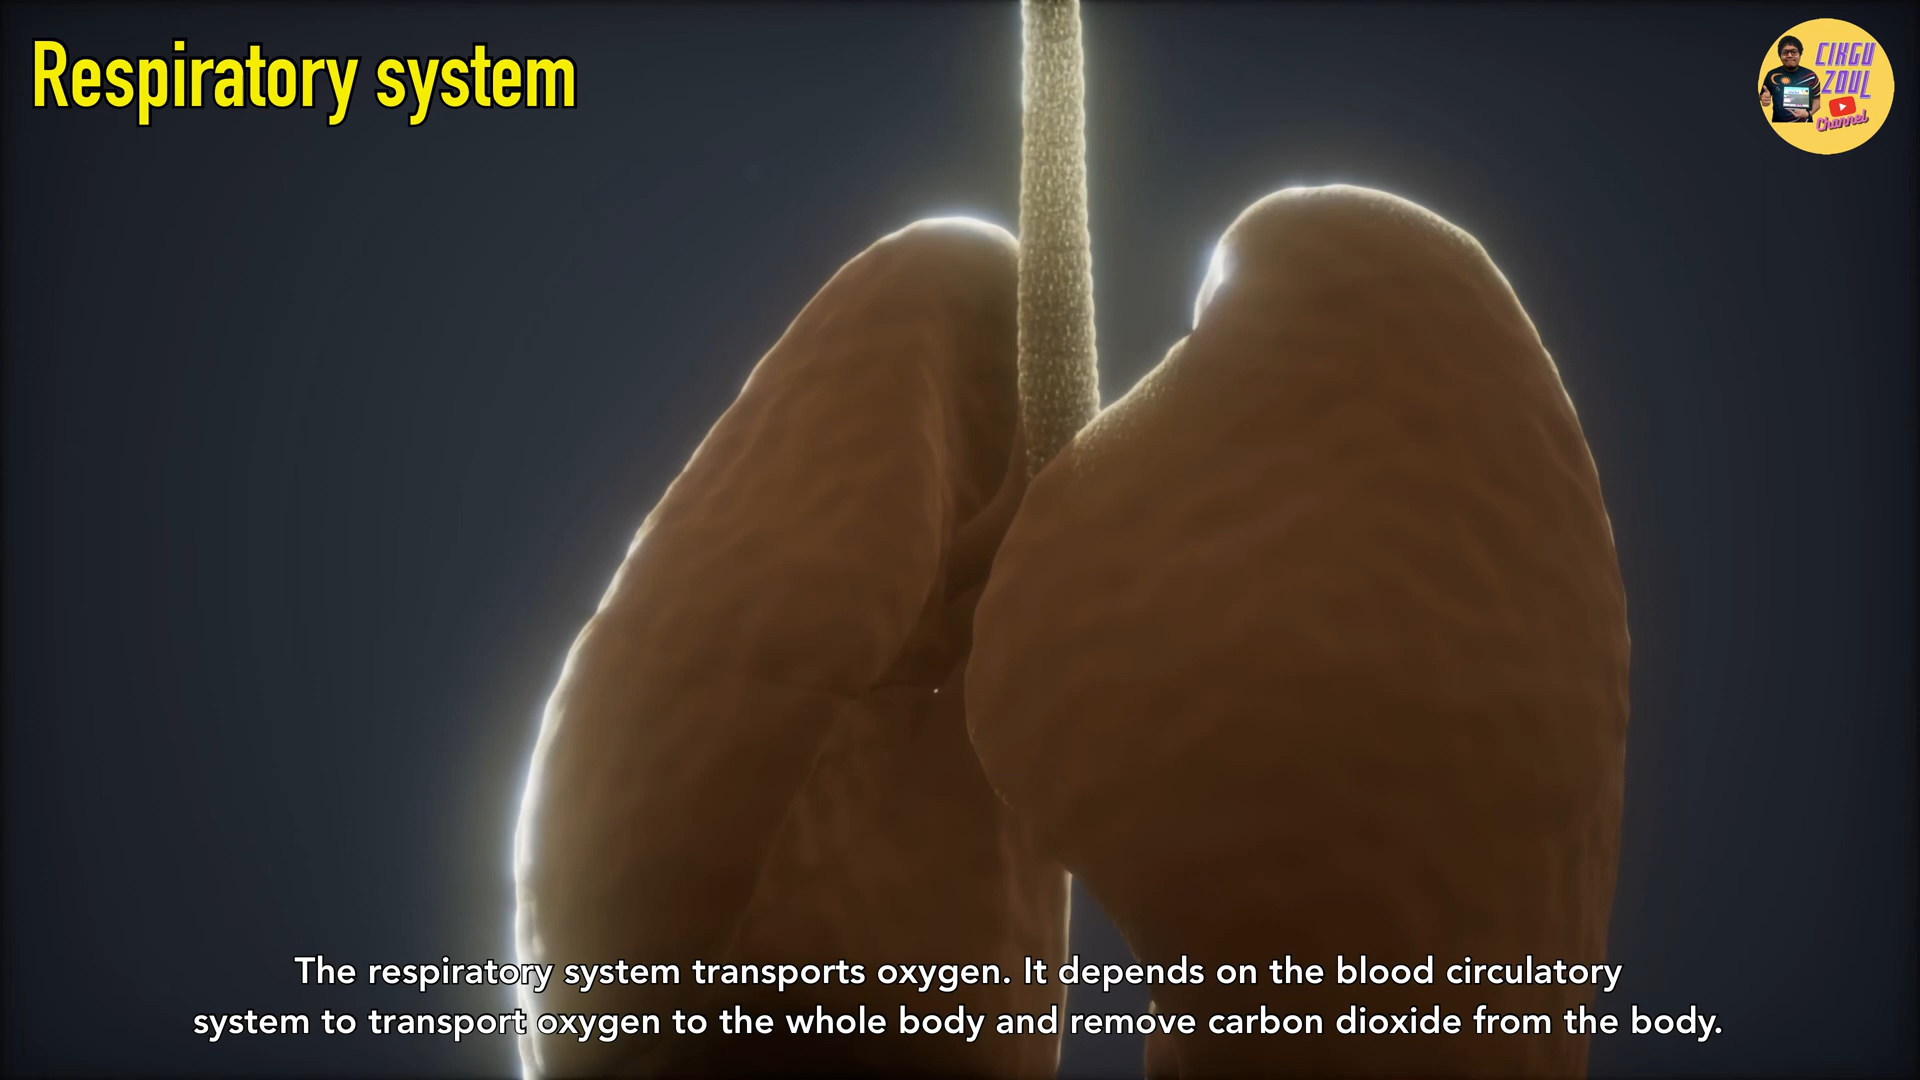 Respiratory system
CIKGU
ZOUL
Channel
The respiratory system transports oxygen. It depends on the blood circulatory
system to transport oxygen to the whole body and remove carbon dioxide from the body.